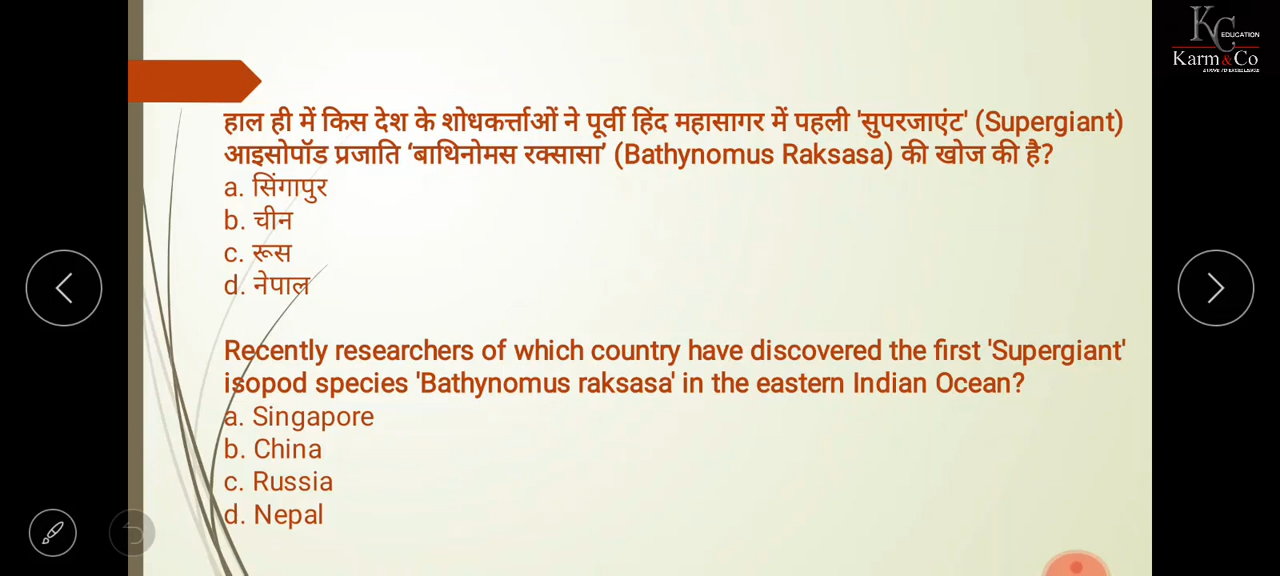 KC EDUCATION
Karm&Co
हाल ही में किस देश के शोधकर्त्ताओं ने पूर्वी हिंद महासागर में पहली 'सुपरजाएंट' (Supergiant)
आइसोपॉड प्रजाति ‘बाथिनोमस रक्सासा’ (Bathynomus Raksasa) की खोज की है?
a. सिंगापुर
b. चीन
c. रूस
d. नेपाल
Recently researchers of which country have discovered the first 'Supergiant'
isopod species 'Bathynomus raksasa' in the eastern Indian Ocean?
a. Singapore
b. China
c. Russia
d. Nepal